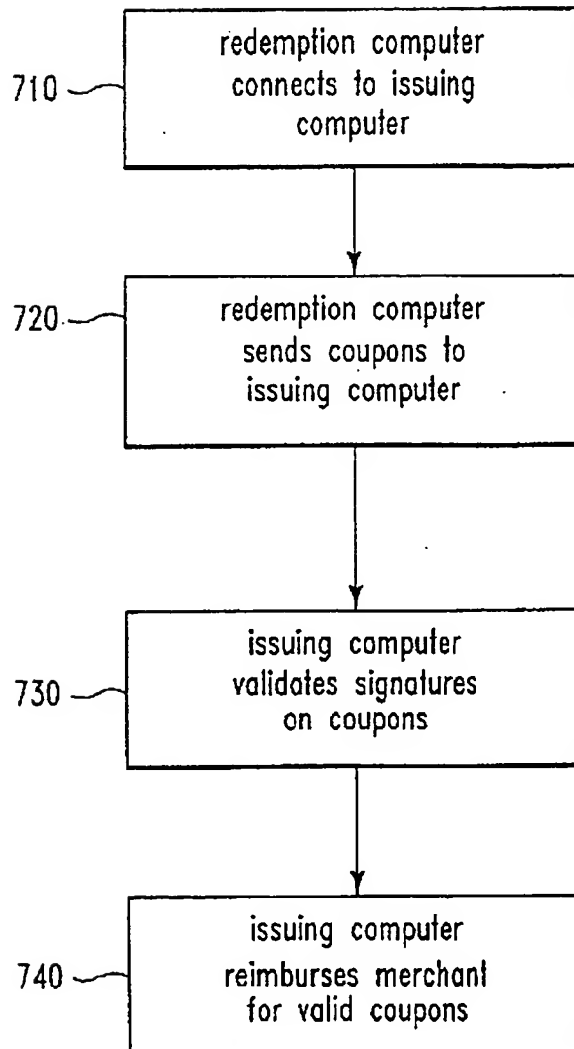 710
redemption computer
connects to issuing
computer
720
redemption computer
sends coupons to
issuing computer
730
issuing computer
validates signatures
on coupons
740
issuing computer
reimburses merchant
for valid coupons